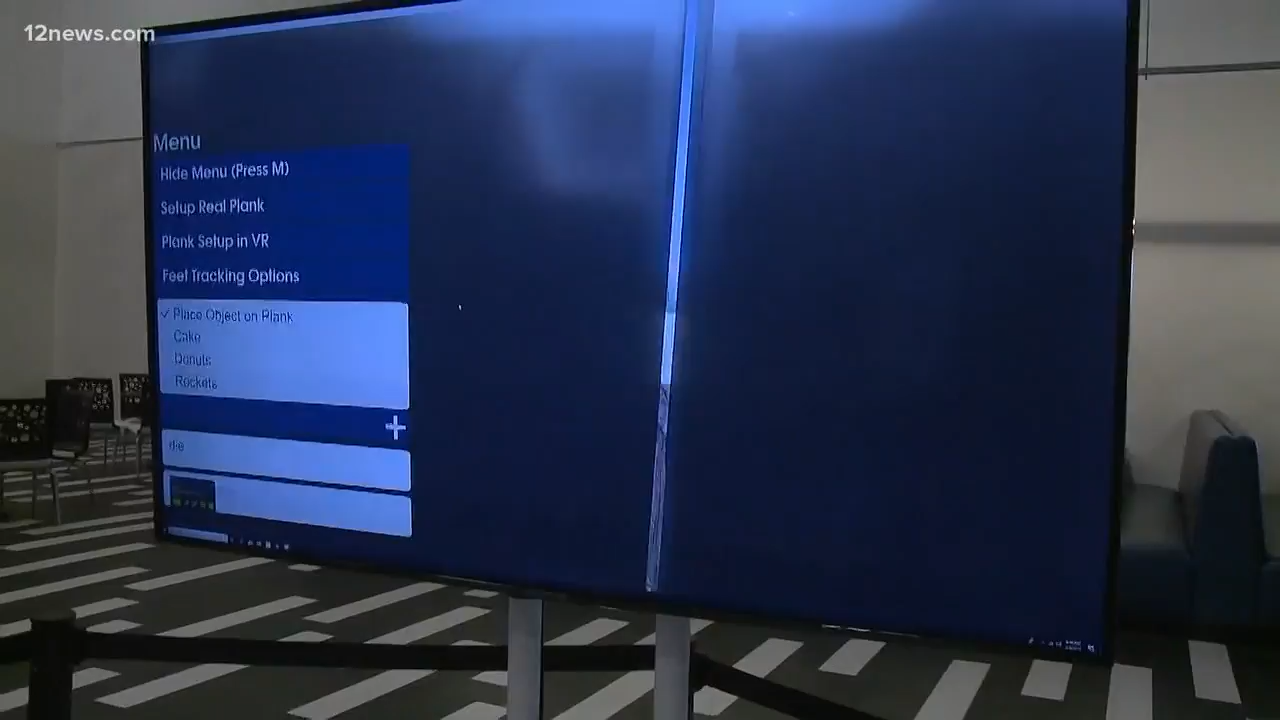 12news.com
Menu
Hide Menu (Press M)
Setup Real Plank
Plank Setup in VR
Feet Tracking Options
✓ Place Object on Plank
Cake
Donuts
Rockets
+